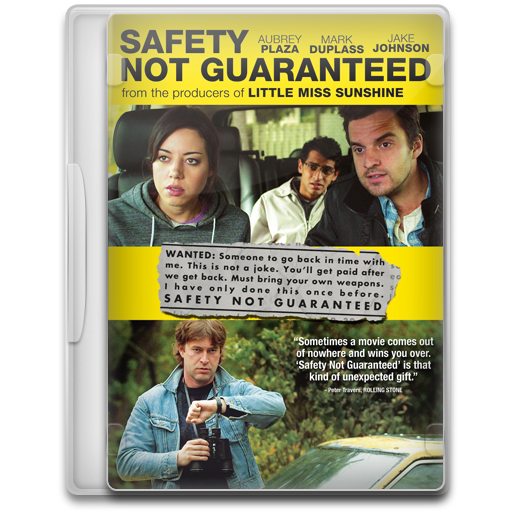 SAFETY
AUBREY PLAZA
MARK DUPLASS
JAKE JOHNSON
NOT GUARANTEED
from the producers of LITTLE MISS SUNSHINE
WANTED: Someone to go back in time with
me. This is not a joke. You'll get paid after
we get back. Must bring your own weapons.
I have only done this once before.
SAFETY NOT GUARANTEED
“Sometimes a movie comes out
of nowhere and wins you over.
‘Safety Not Guaranteed’ is that
kind of unexpected gift.”
–Peter Travers, ROLLING STONE